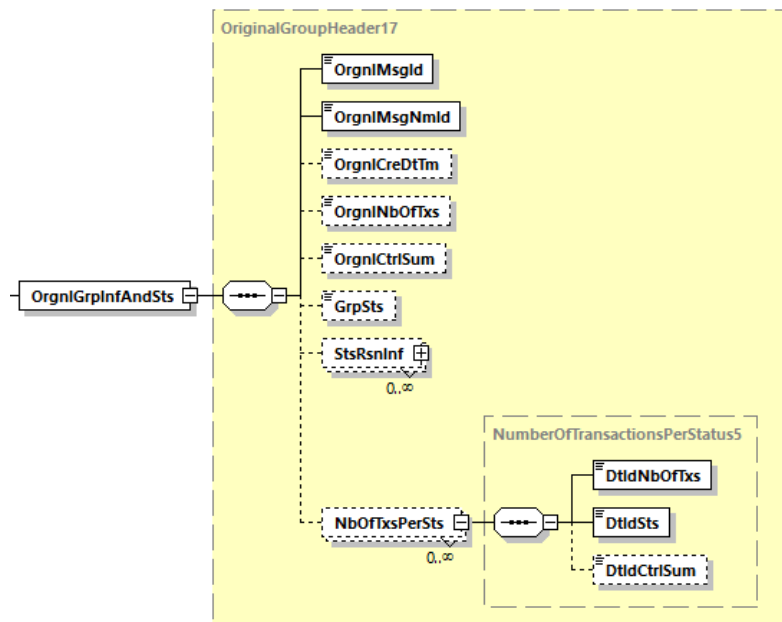 OriginalGroupHeader17
OrgnlMsgId
OrgnlMsgNmId
OrgnlCreDtTm
OrgnlNbOfTxs
OrgnlCtrlSum
OrgnlGrpInfAndSts
GrpSts
StsRsnInf
0..∞
NumberOfTransactionsPerStatus5
DtldNbOfTxs
NbOfTxsPerSts
DtldSts
0..∞
DtldCtrlSum